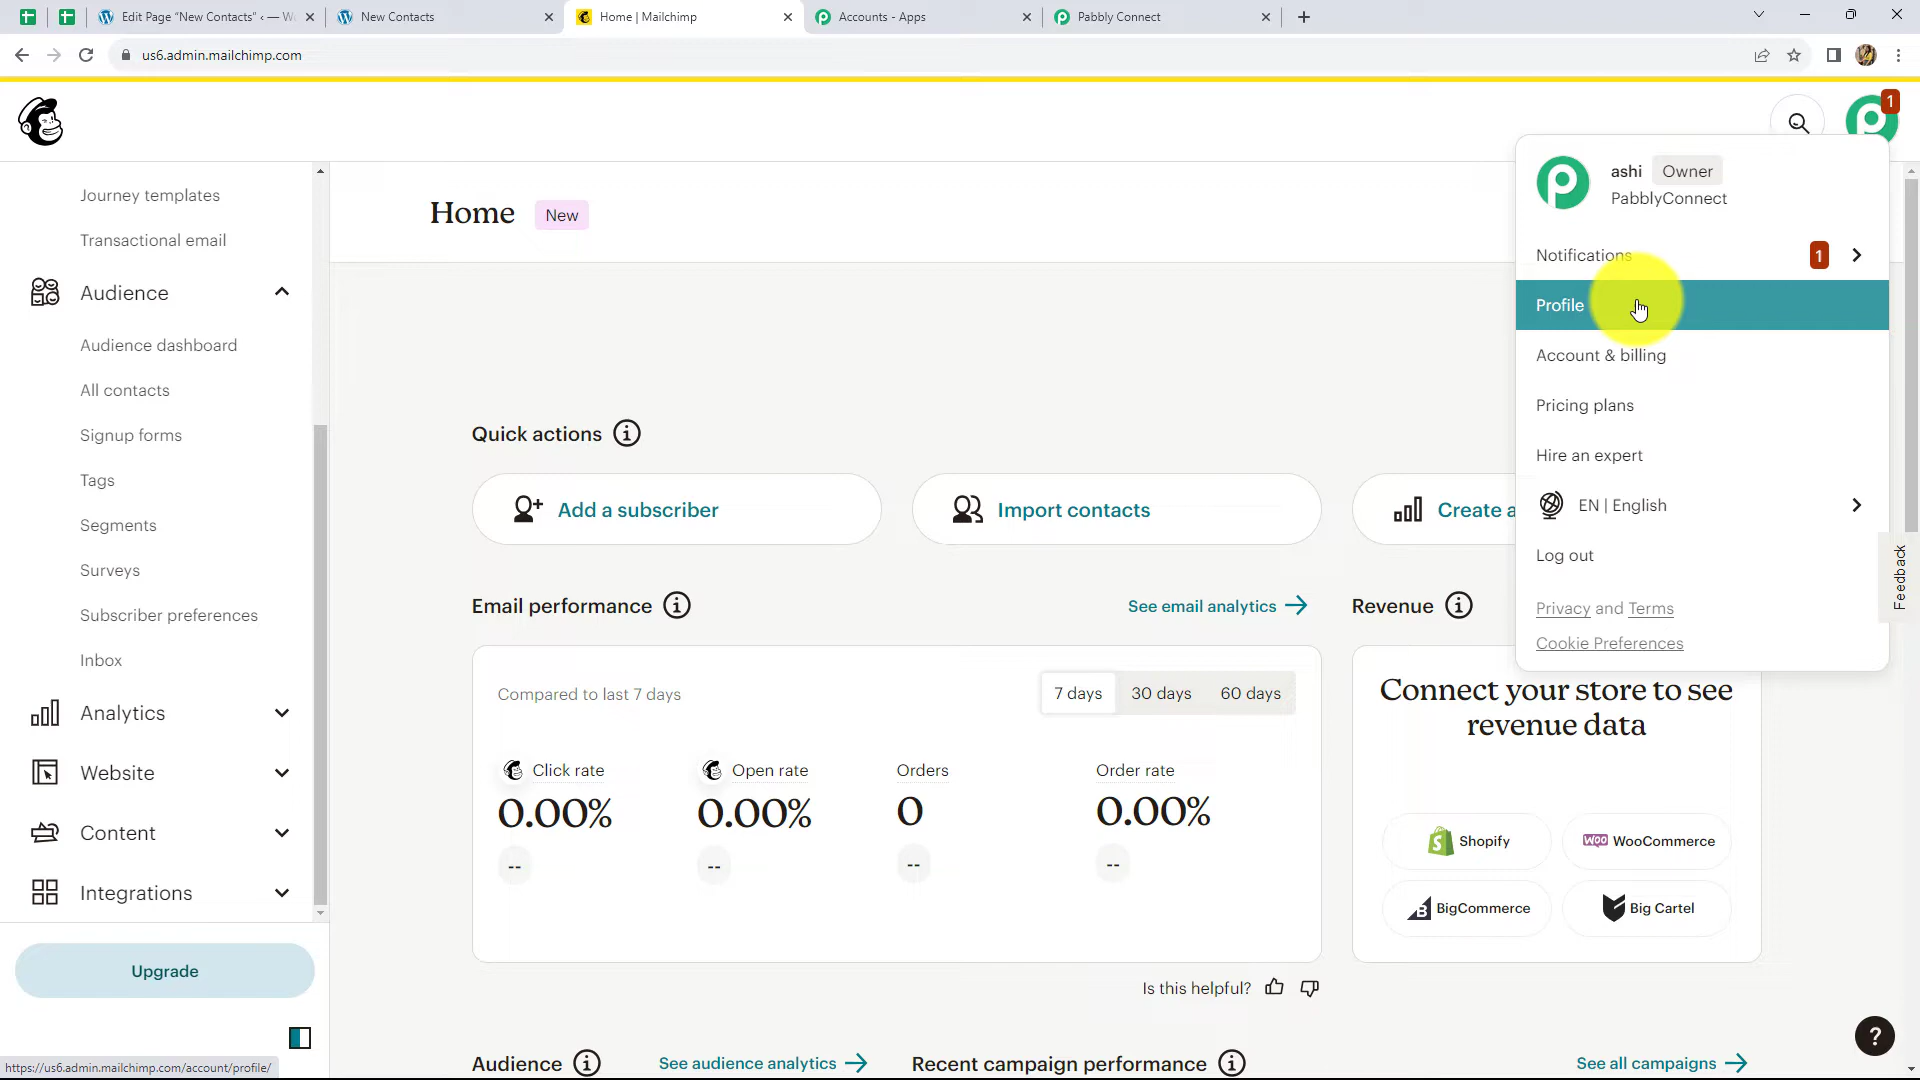 Edit Page “New Contacts” ‹ — W
New Contacts
Home | Mailchimp
Accounts - Apps
Pabbly Connect
us6.admin.mailchimp.com
1
ashi
Owner
PabblyConnect
Notifications
1
Profile
Account & billing
Pricing plans
Hire an expert
EN | English
Log out
Privacy and Terms
Cookie Preferences
Feedback
Journey templates
Transactional email
Audience
Audience dashboard
All contacts
Signup forms
Tags
Segments
Surveys
Subscriber preferences
Inbox
Analytics
Website
Content
Integrations
Upgrade
Home
New
Quick actions
Add a subscriber
Import contacts
Create a
Email performance
See email analytics
Revenue
Compared to last 7 days
7 days
30 days
60 days
Click rate
Open rate
Orders
Order rate
0.00%
0.00%
0
0.00%
--
--
--
--
Connect your store to see
revenue data
Shopify
WOO WooCommerce
BigCommerce
Big Cartel
Is this helpful?
Audience
See audience analytics
Recent campaign performance
See all campaigns
?
https://us6.admin.mailchimp.com/account/profile/